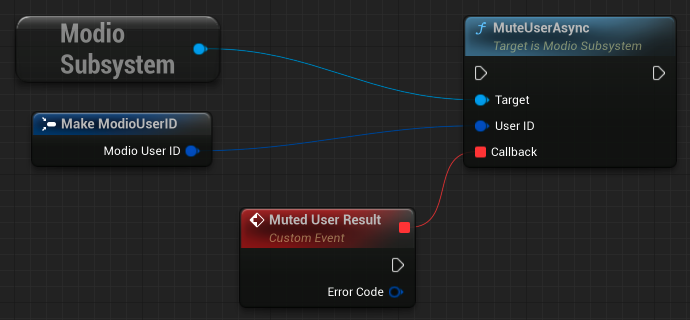 Modio
Subsystem
MuteUserAsync
Target is Modio Subsystem
Target
User ID
Callback
Make ModioUserID
Modio User ID
Muted User Result
Custom Event
Error Code